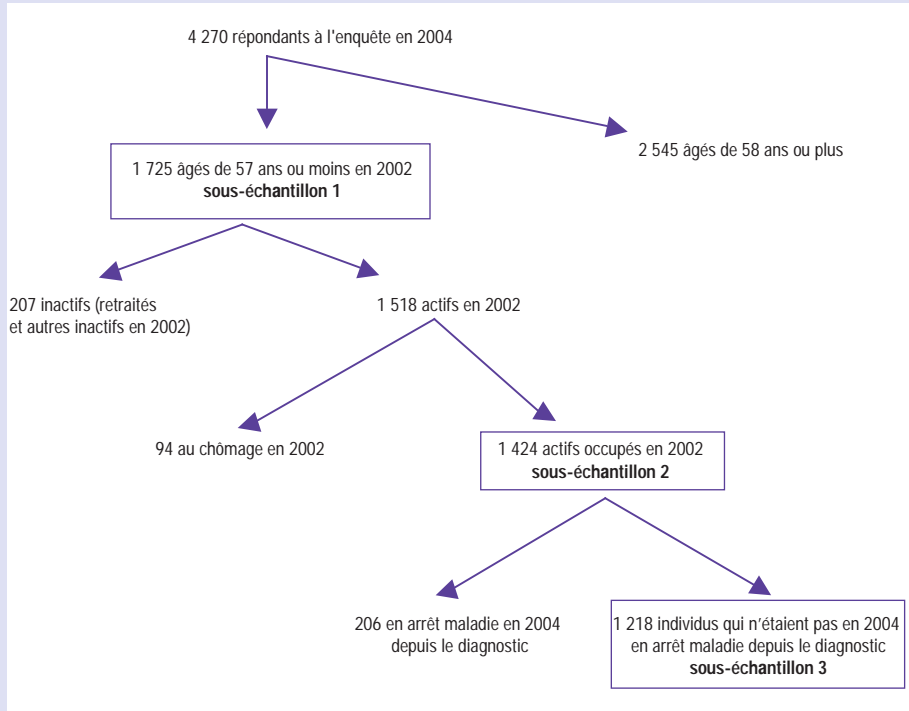 4 270 répondants à l'enquête en 2004
2 545 âgés de 58 ans ou plus
1 725 âgés de 57 ans ou moins en 2002
sous-échantillon 1
207 inactifs (retraités
et autres inactifs en 2002)
1 518 actifs en 2002
94 au chômage en 2002
1 424 actifs occupés en 2002
sous-échantillon 2
206 en arrêt maladie en 2004
depuis le diagnostic
1 218 individus qui n’étaient pas en 2004
en arrêt maladie depuis le diagnostic
sous-échantillon 3